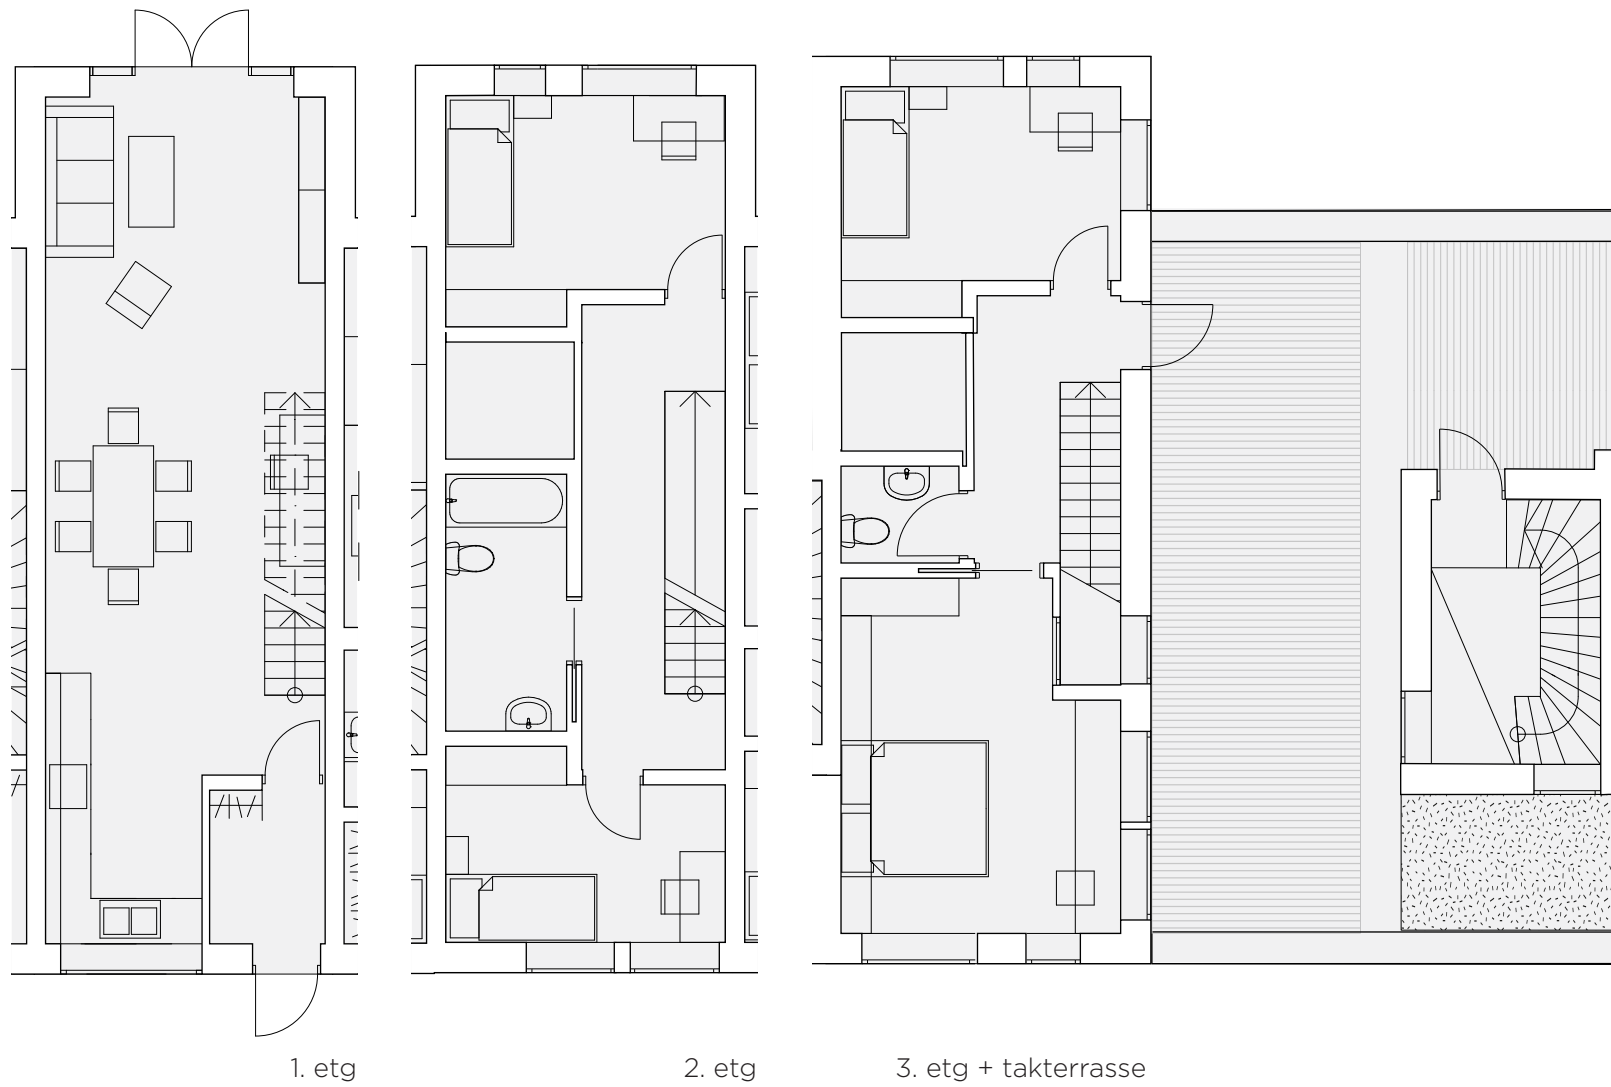 1. etg
2. etg
3. etg + takterrasse